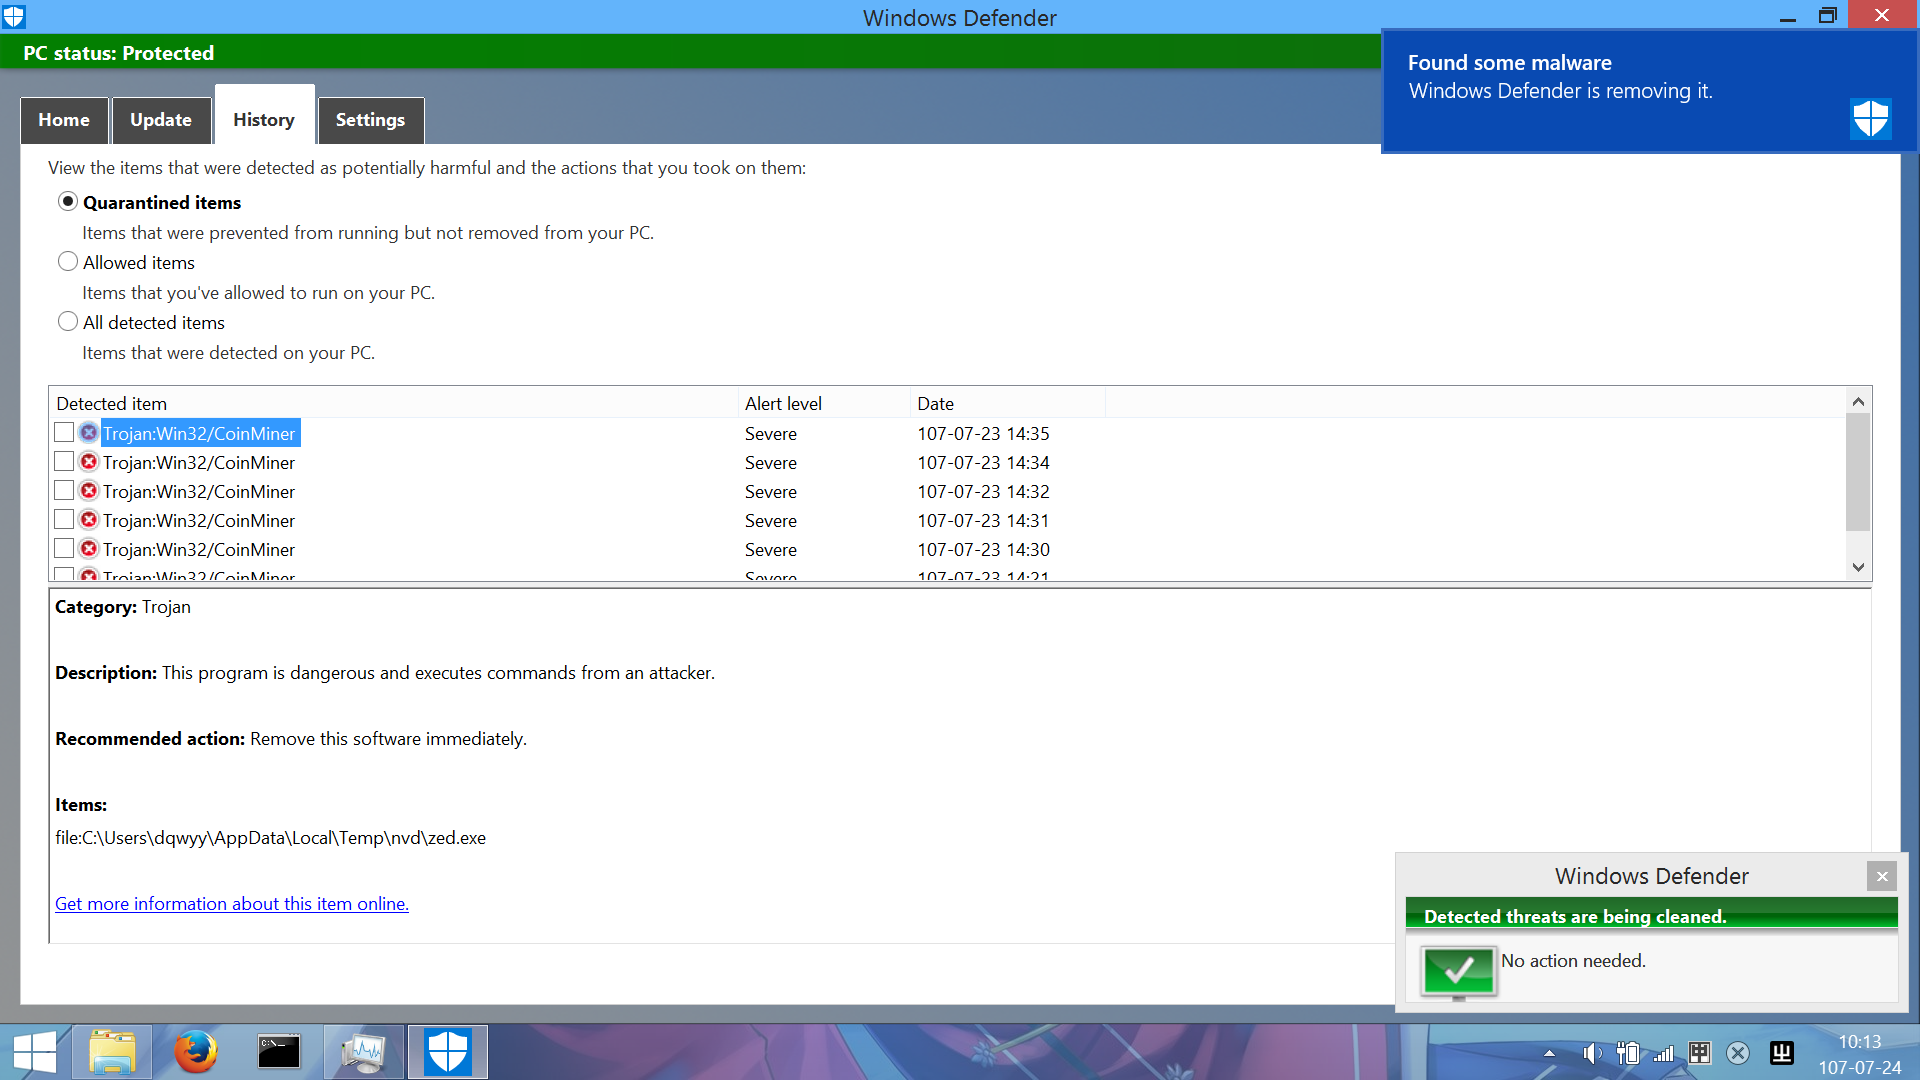 Windows Defender
PC status: Protected
Found some malware
Windows Defender is removing it.
Home
Update
History
Settings
View the items that were detected as potentially harmful and the actions that you took on them:
Quarantined items
Items that were prevented from running but not removed from your PC.
Allowed items
Items that you've allowed to run on your PC.
All detected items
Items that were detected on your PC.
Detected item Alert level Date
Trojan:Win32/CoinMiner Severe 107-07-23 14:35
Trojan:Win32/CoinMiner Severe 107-07-23 14:34
Trojan:Win32/CoinMiner Severe 107-07-23 14:32
Trojan:Win32/CoinMiner Severe 107-07-23 14:31
Trojan:Win32/CoinMiner Severe 107-07-23 14:30
Trojan:Win32/CoinMiner Severe 107-07-23 14:21
Category: Trojan
Description: This program is dangerous and executes commands from an attacker.
Recommended action: Remove this software immediately.
Items:
file:C:\Users\dqwyy\AppData\Local\Temp\nvd\zed.exe
Get more information about this item online.
Windows Defender
Detected threats are being cleaned.
No action needed.
C:\_
10:13
107-07-24